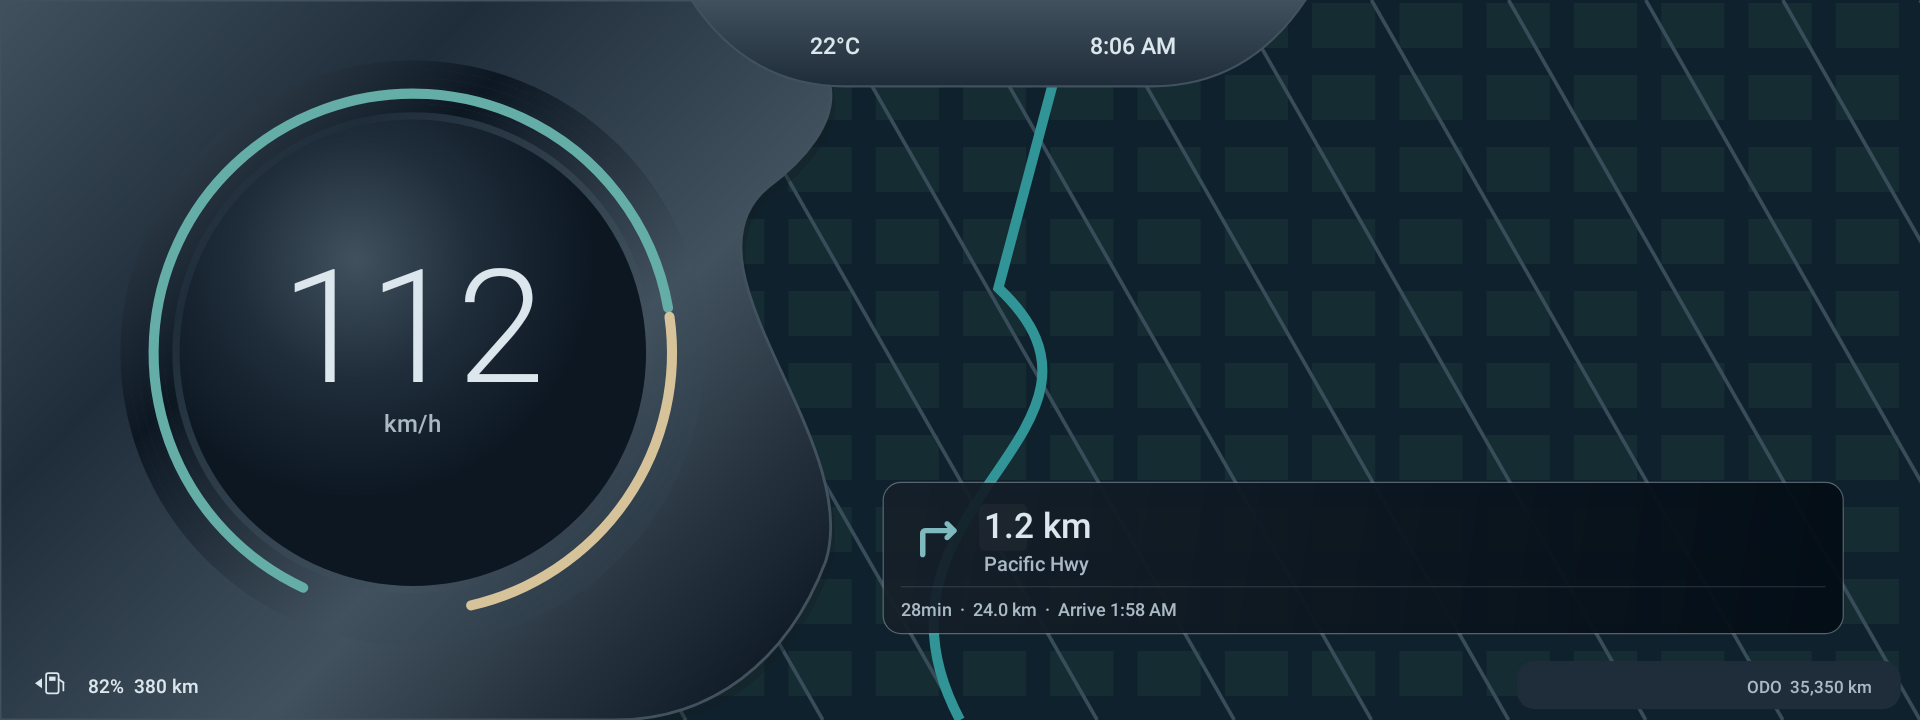 22°C
8:06 AM
112
km/h
1.2 km
Pacific Hwy
28min · 24.0 km · Arrive 1:58 AM
82% 380 km
ODO 35,350 km